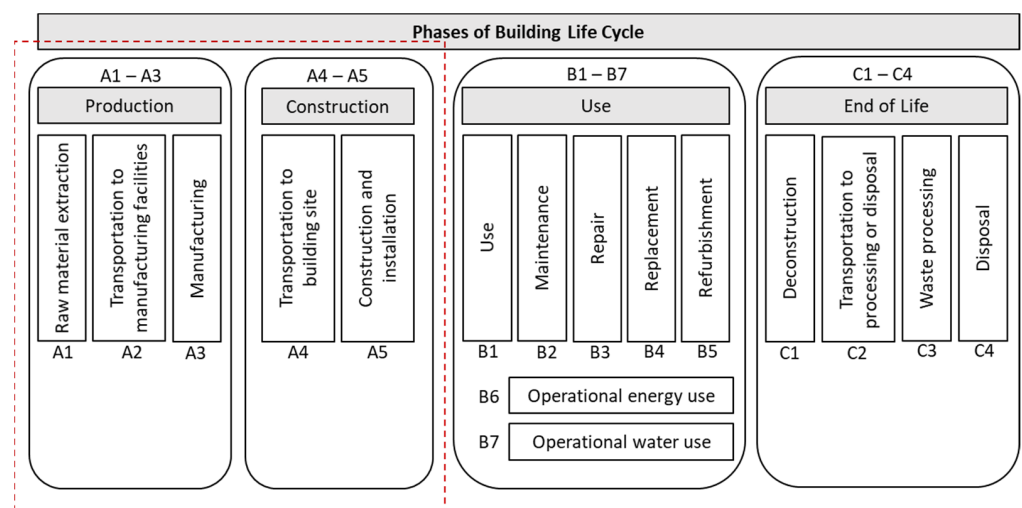 Phases of Building Life Cycle
A1 – A3
Production
Raw material extraction
Transportation to
manufacturing facilities
Manufacturing
A1
A2
A3
A4 – A5
Construction
Transportation to
building site
Construction and
installation
A4
A5
B1 – B7
Use
Use
Maintenance
Repair
Replacement
Refurbishment
B1
B2
B3
B4
B5
B6
Operational energy use
B7
Operational water use
C1 – C4
End of Life
Deconstruction
Transportation to
processing or disposal
Waste processing
Disposal
C1
C2
C3
C4